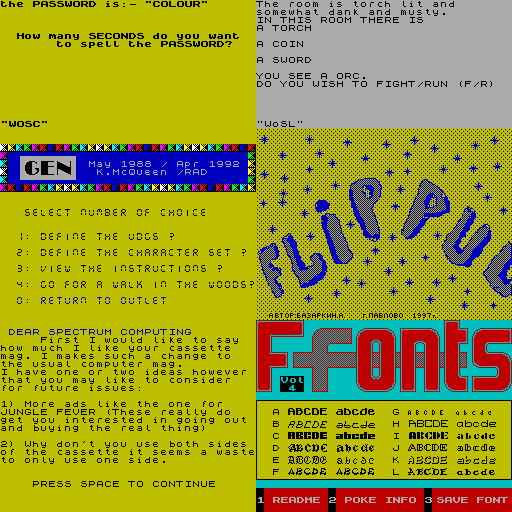 the PASSWORD is:- "COLOUR"
How many SECONDS do you want
to spell the PASSWORD?
"WOSC"
The room is torch lit and
somewhat dank and musty.
IN THIS ROOM THERE IS
A TORCH
A COIN
A SWORD
YOU SEE A ORC.
DO YOU WISH TO FIGHT/RUN (F/R)
"WoSL"
GEN
May 1988 / Apr 1992
K.McQueen /RAD
SELECT NUMBER OF CHOICE
1: DEFINE THE UDGS ?
2: DEFINE THE CHARACTER SET ?
3: VIEW THE INSTRUCTIONS ?
4: GO FOR A WALK IN THE WOODS?
0: RETURN TO OUTLET
FLIP PUC
АВТОР:БАЗАРКИН.А. г.ПАВЛОВО. 1997г.
DEAR SPECTRUM COMPUTING
First I would like to say
how much I like your cassette
mag. I makes such a change to
the usual computer mag.
I have one or two ideas however
that you may like to consider
for future issues:
1) More ads like the one for
JUNGLE FEVER (These really do
get you interested in going out
and buying the real thing)
2) Why don't you use both sides
of the cassette it seems a waste
to only use one side.
PRESS SPACE TO CONTINUE
F-fonts
Vol
4
A ABCDE abcde G ABCDE abcde
B ABCDE abcde H ABCDE abcde
C ABCDE abcde I ABCDE abcde
D ABCDE abcde J ABCDE abcde
E ABCDE abcde K ABCDE abcde
F ABCDE abcde L ABCDE abcde
1 README 2 POKE INFO 3 SAVE FONT